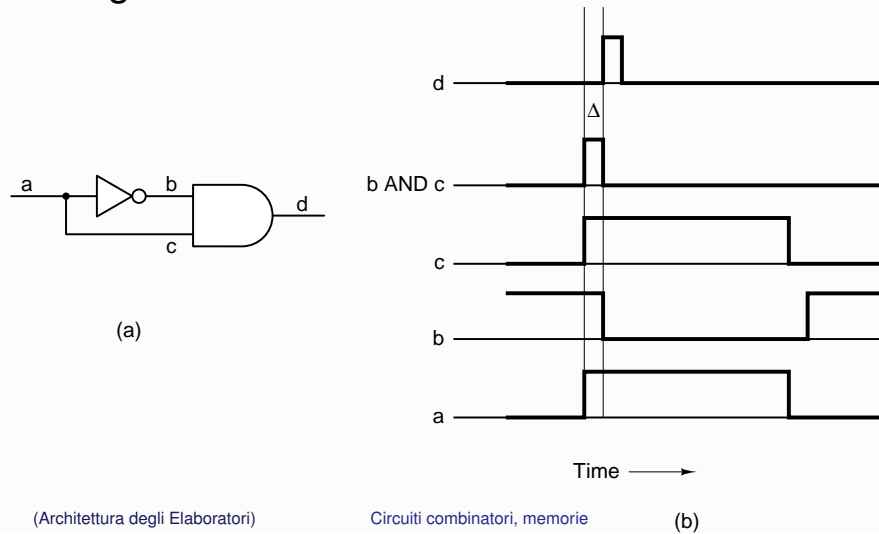 d
Δ
b AND c
a
b
d
c
c
(a)
b
a
Time
(b)
(Architettura degli Elaboratori)
Circuiti combinatori, memorie